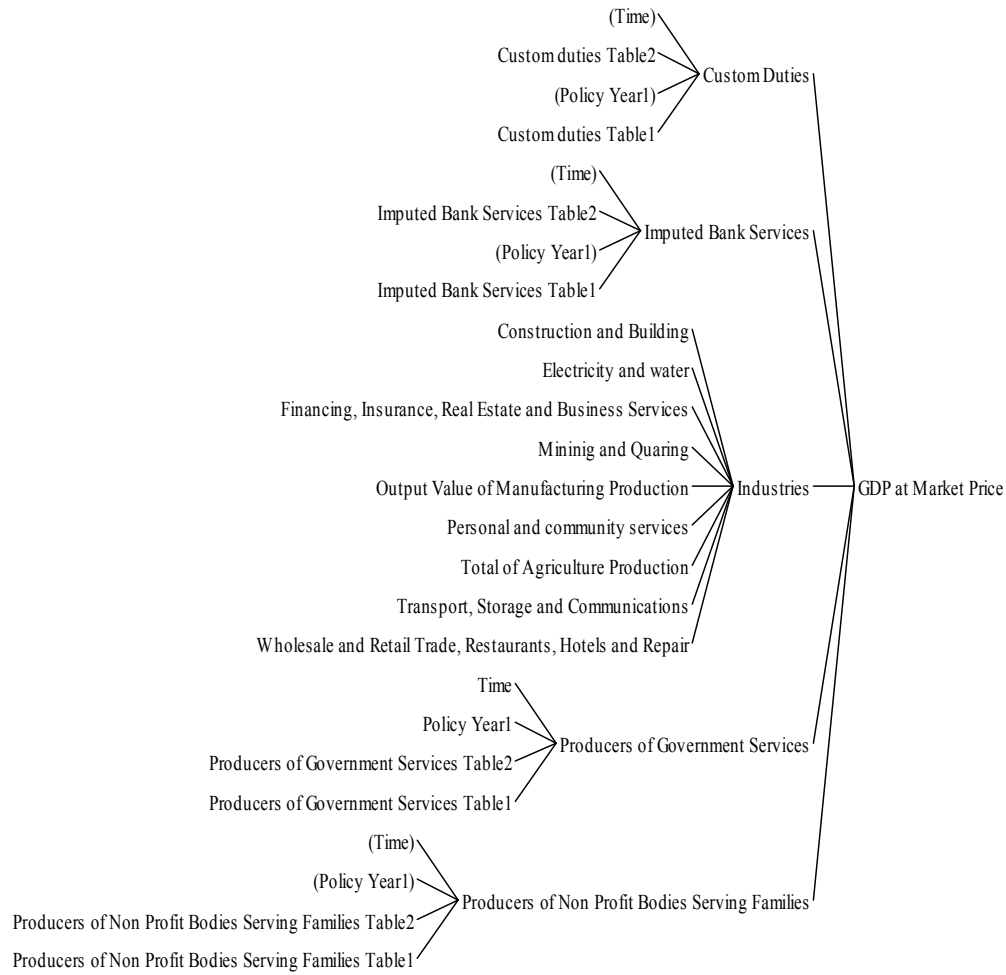 (Time)
Custom duties Table2
Custom Duties
(Policy Year1)
Custom duties Table1
(Time)
Imputed Bank Services Table2
Imputed Bank Services
(Policy Year1)
Imputed Bank Services Table1
Construction and Building
Electricity and water
Financing, Insurance, Real Estate and Business Services
Mininig and Quaring
Output Value of Manufacturing Production
Industries
GDP at Market Price
Personal and community services
Total of Agriculture Production
Transport, Storage and Communications
Wholesale and Retail Trade, Restaurants, Hotels and Repair
Time
Policy Year1
Producers of Government Services
Producers of Government Services Table2
Producers of Government Services Table1
(Time)
(Policy Year1)
Producers of Non Profit Bodies Serving Families
Producers of Non Profit Bodies Serving Families Table2
Producers of Non Profit Bodies Serving Families Table1